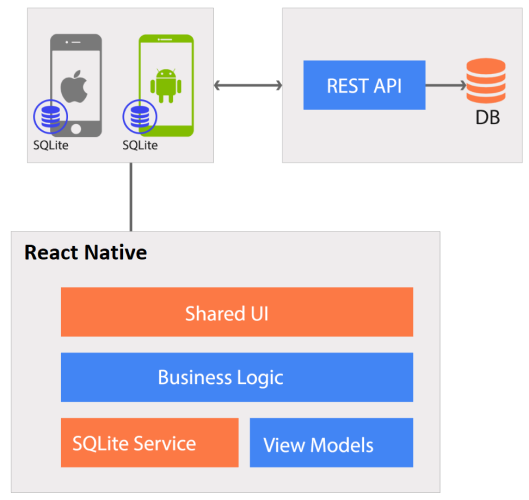 REST API
DB
SQLite
SQLite
React Native
Shared UI
Business Logic
SQLite Service
View Models